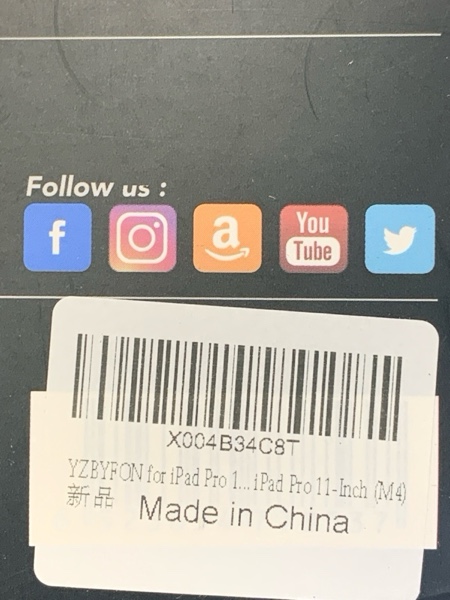 Follow us :
f a You Tube
X004B34C8T
YZBYFON for iPad Pro 1... iPad Pro 11-Inch (M4)
新品
Made in China